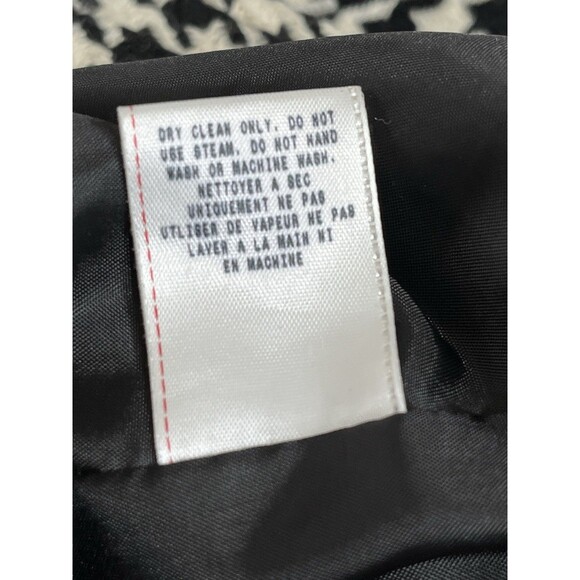 DRY CLEAN ONLY. DO NOT
USE STEAM. DO NOT HAND
WASH OR MACHINE WASH.
NETTOYER A SEC
UNIQUEMENT NE PAS
UTLISER DE VAPEUR NE PAS
LAVER A LA MAIN NI
EN MACHINE